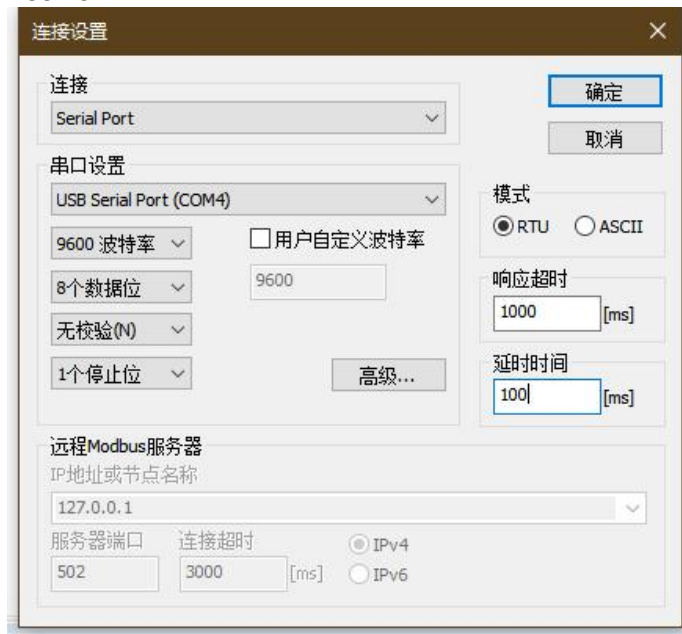 连接设置
连接
Serial Port
确定
取消
串口设置
USB Serial Port (COM4)
模式
RTU ASCII
9600 波特率
用户自定义波特率
9600
8个数据位
响应超时
1000 [ms]
无校验(N)
1个停止位
高级...
延时时间
100 [ms]
远程Modbus服务器
IP地址或节点名称
127.0.0.1
服务器端口 连接超时
IPv4
502 3000 [ms] IPv6